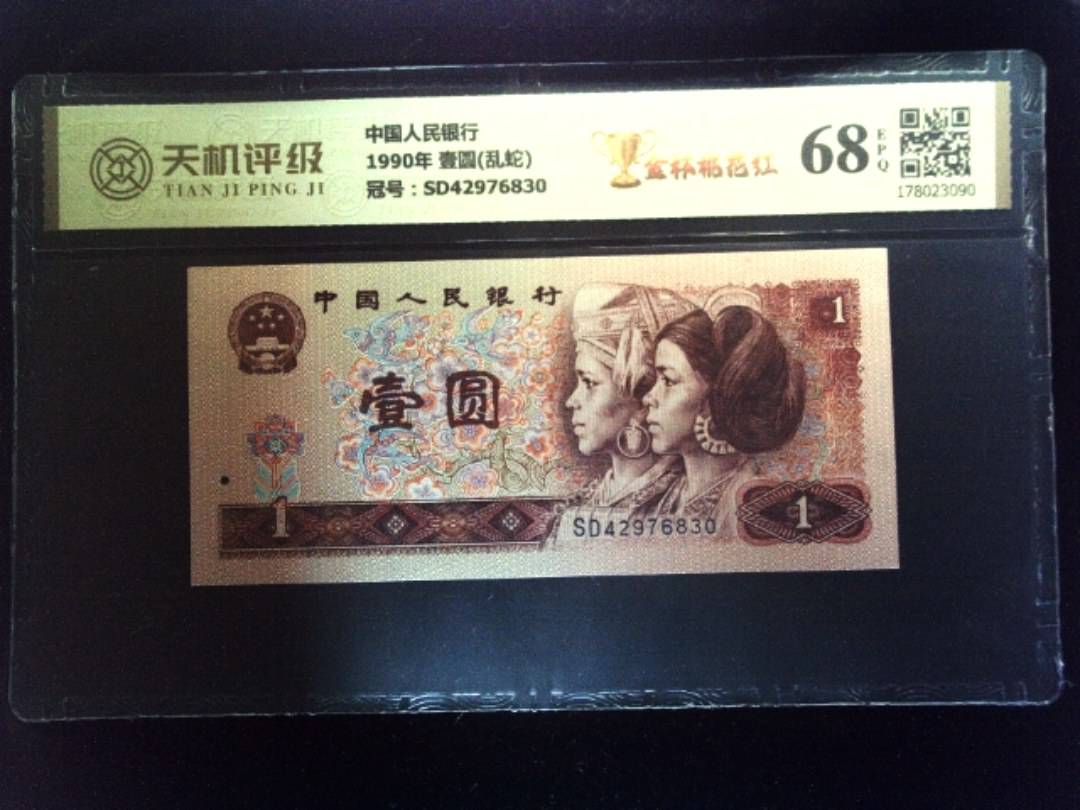 天机评级
TIAN JI PING JI
中国人民银行
1990年 壹圆(乱蛇)
冠号：SD42976830
金杯桃花红
68
EPQ
178023090
中国人民银行
1
壹圆
1
SD42976830
1